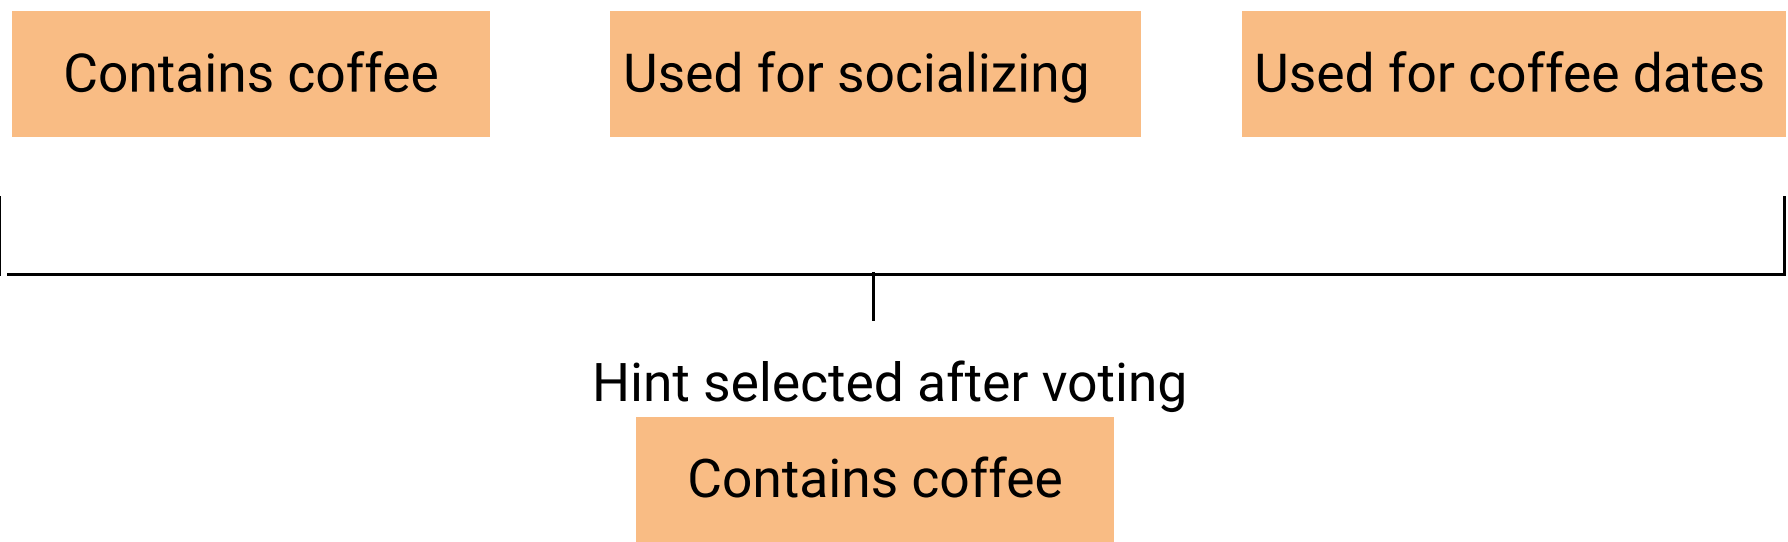 Contains coffee
Used for socializing
Used for coffee dates
Hint selected after voting
Contains coffee